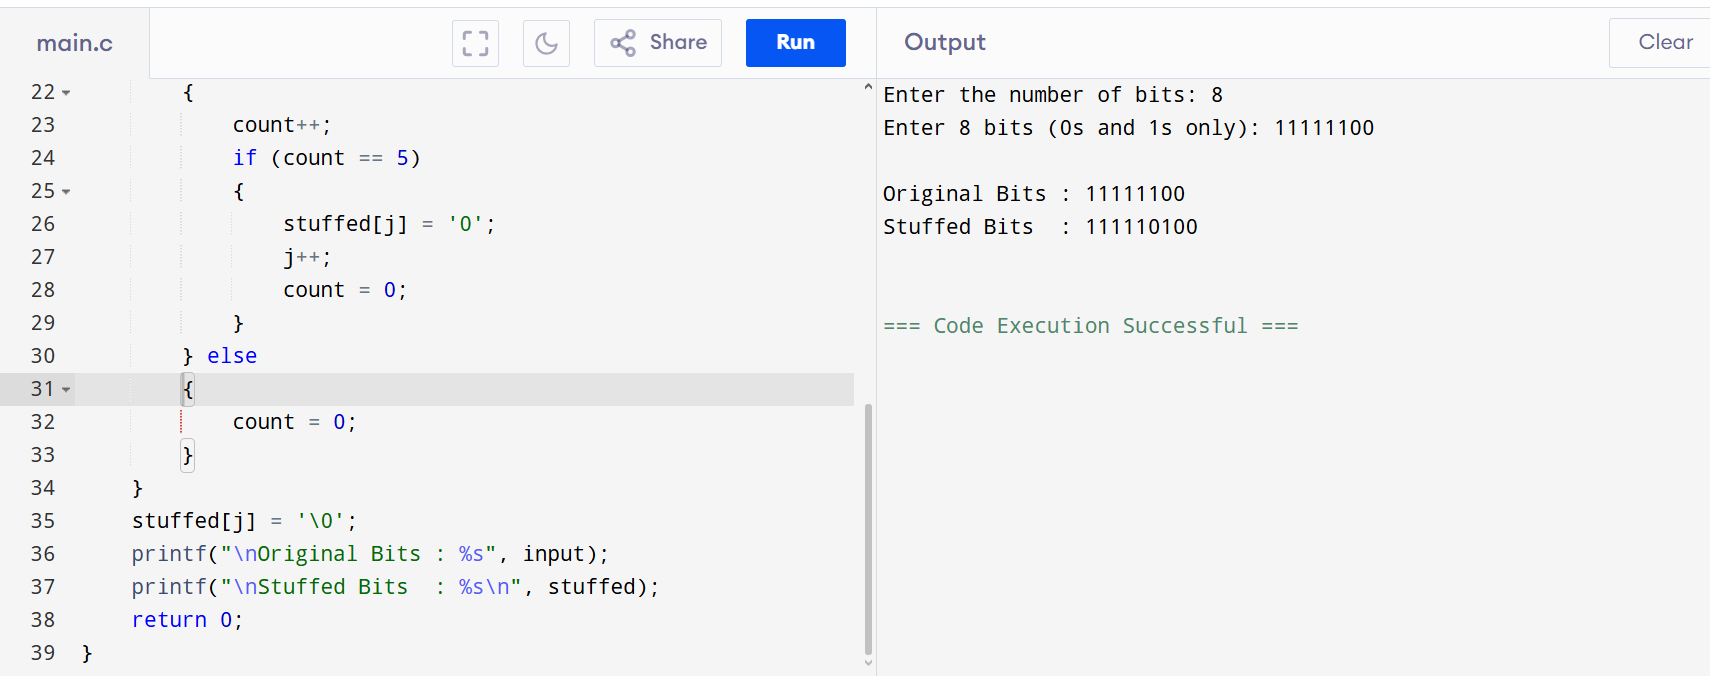 main.c
Share
Run
Output
Clear
22 {
23 count++;
24 if (count == 5)
25 {
26 stuffed[j] = '0';
27 j++;
28 count = 0;
29 }
30 } else
31 {
32 count = 0;
33 }
34 }
35 stuffed[j] = '\0';
36 printf("\nOriginal Bits : %s", input);
37 printf("\nStuffed Bits  : %s\n", stuffed);
38 return 0;
39 }
Enter the number of bits: 8
Enter 8 bits (0s and 1s only): 11111100
Original Bits : 11111100
Stuffed Bits  : 111110100
=== Code Execution Successful ===